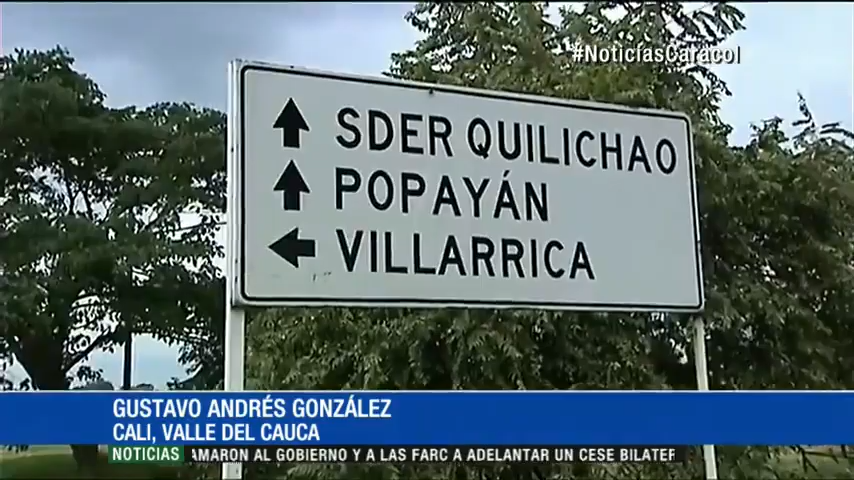 #NoticiasCaracol
SDER QUILICHAO
POPAYÁN
VILLARRICA
GUSTAVO ANDRÉS GONZÁLEZ
CALI, VALLE DEL CAUCA
NOTICIAS AMARON AL GOBIERNO Y A LAS FARC A ADELANTAR UN CESE BILATER